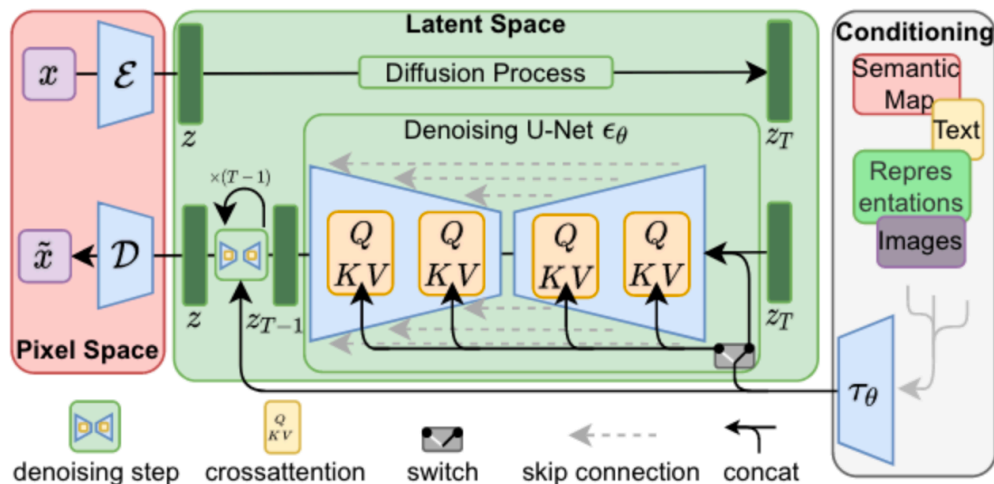 Latent Space
Conditioning
x
ℰ
Diffusion Process
Semantic
Map
Text
z
z_T
Denoising U-Net ϵ_θ
Repres
entations
Images
×(T−1)
x̃
𝒟
Q
KV
Q
KV
Q
KV
Q
KV
z
z_{T−1}
z_T
Pixel Space
τ_θ
Q
KV
denoising step
crossattention
switch
skip connection
concat